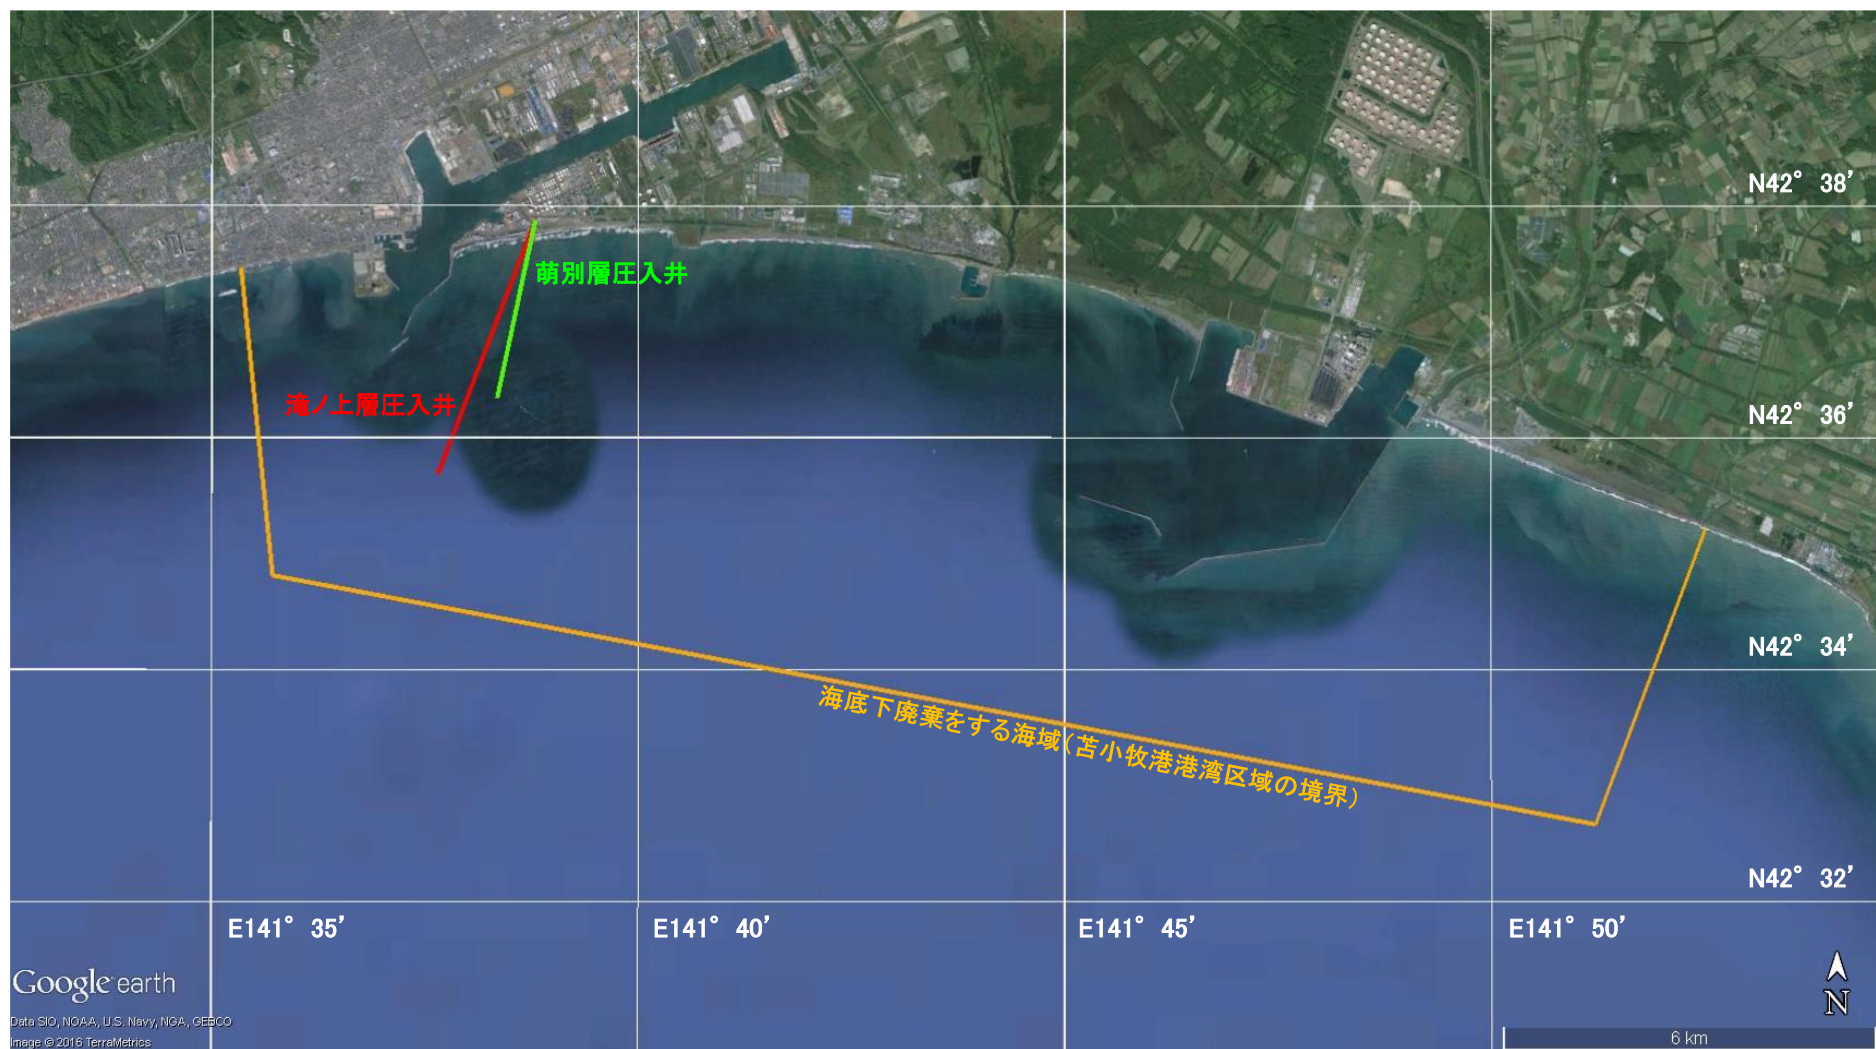 N42° 38’
萌別層圧入井
滝ノ上層圧入井
N42° 36’
N42° 34’
海底下廃棄をする海域（苫小牧港港湾区域の境界）
N42° 32’
E141° 35’
E141° 40’
E141° 45’
E141° 50’
Google earth
Data SIO, NOAA, U.S. Navy, NGA, GEBCO
Image © 2016 TerraMetrics
N
6 km